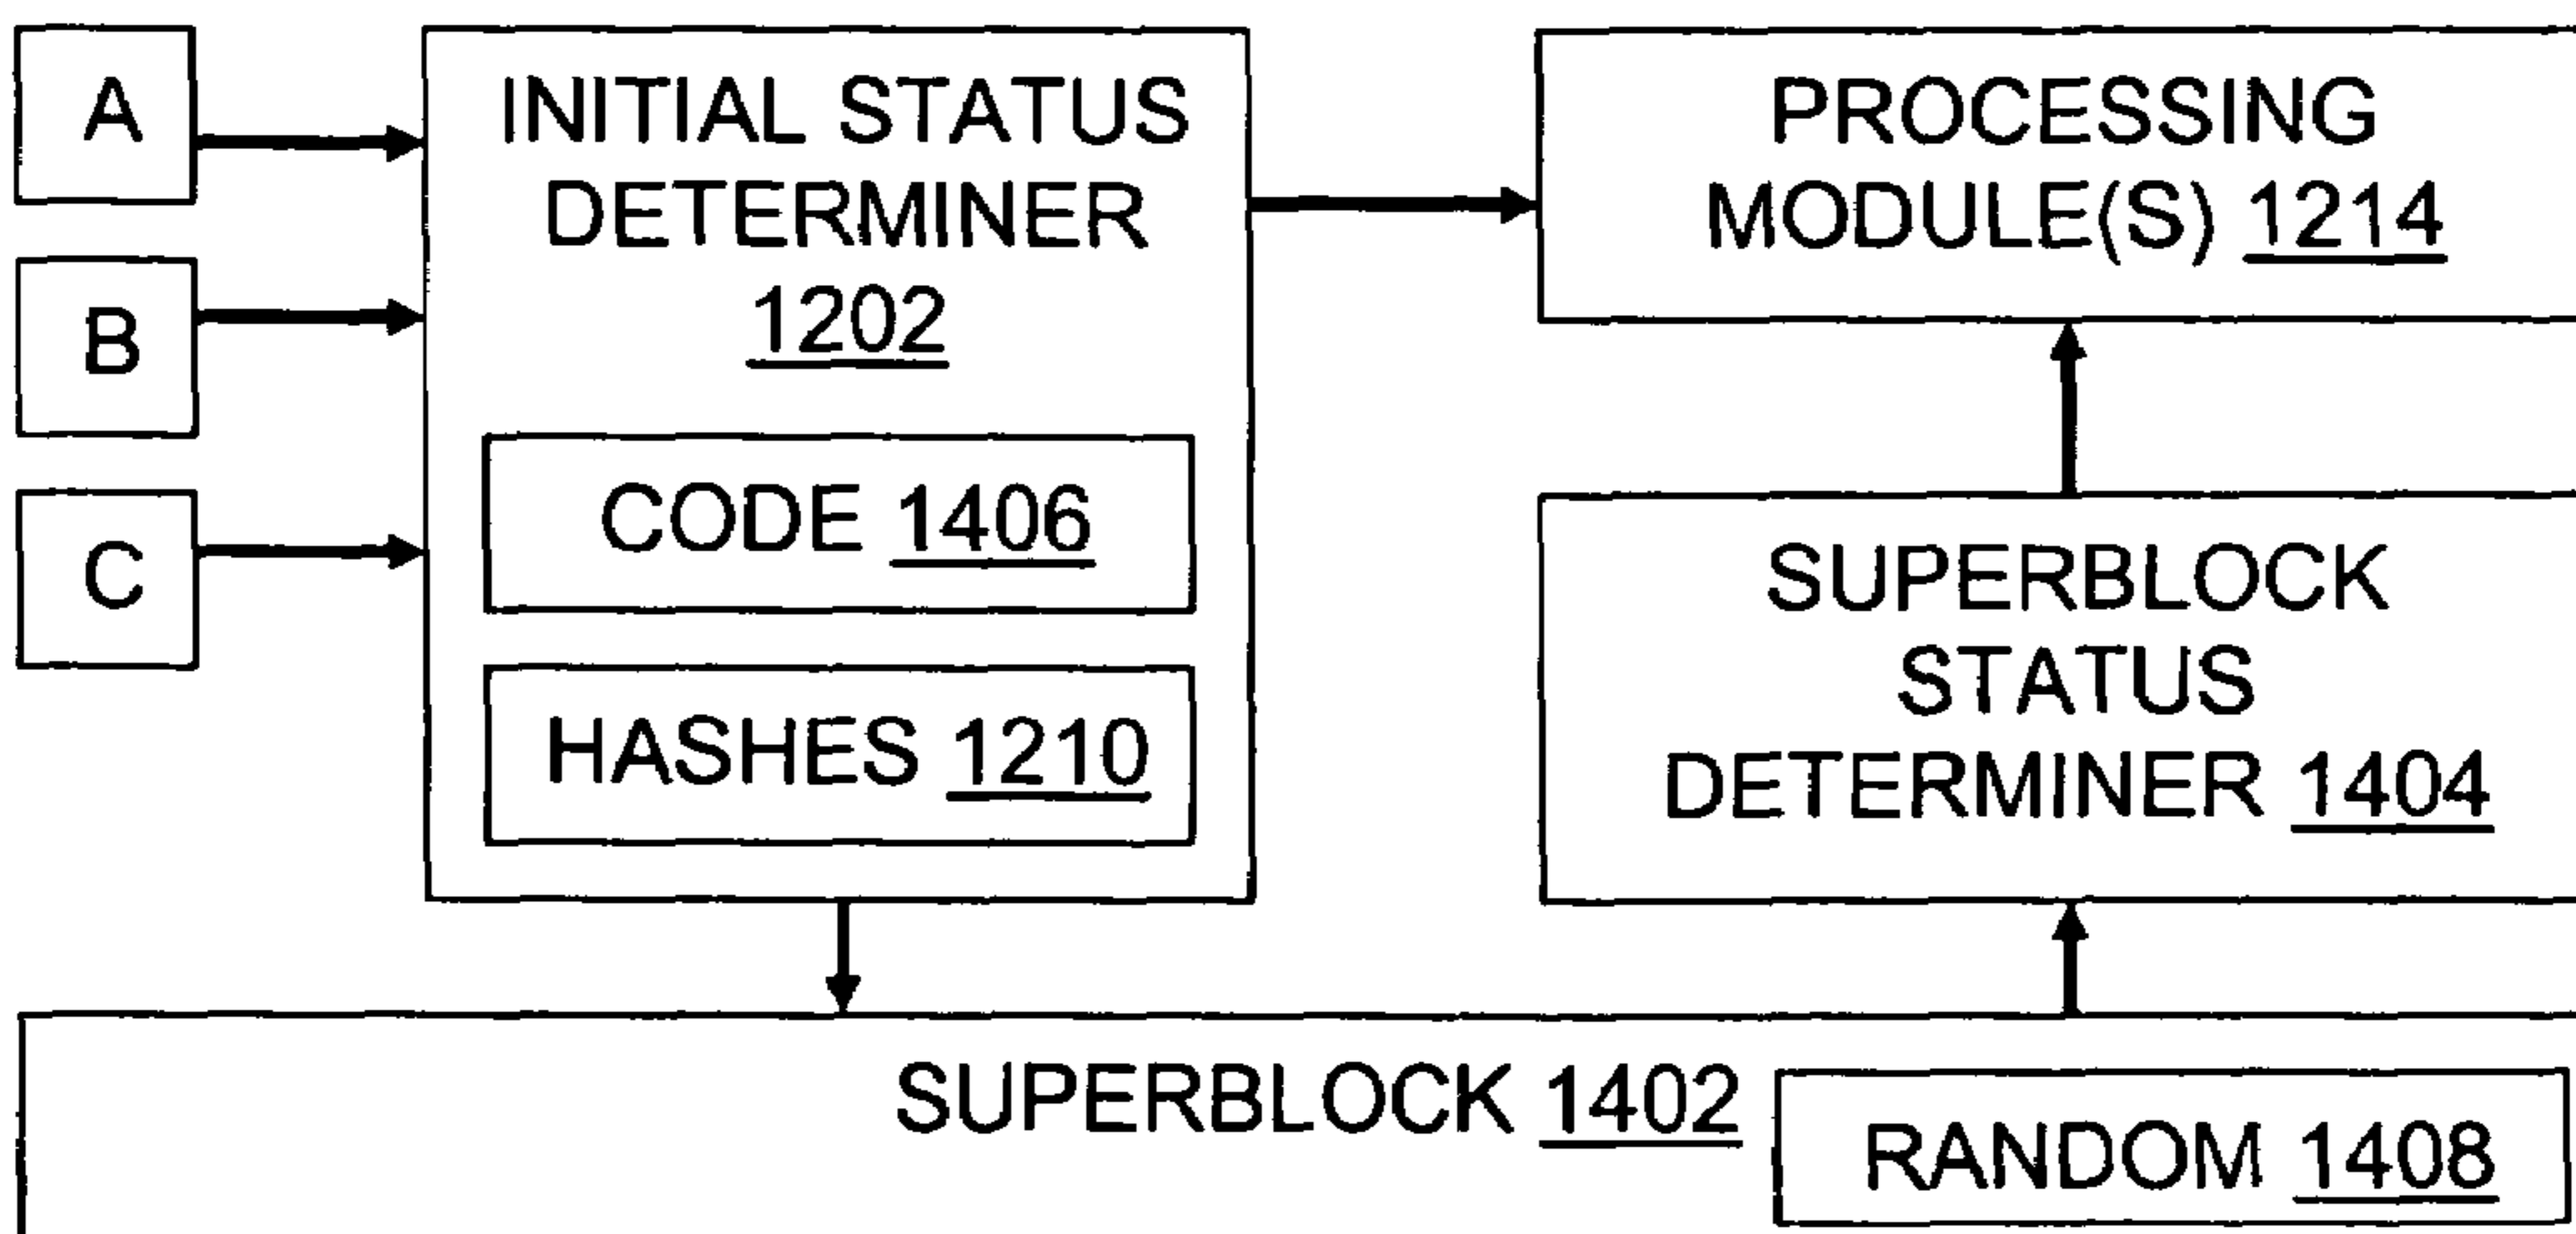 A
B
C
INITIAL STATUS
DETERMINER
1202
CODE 1406
HASHES 1210
PROCESSING
MODULE(S) 1214
SUPERBLOCK
STATUS
DETERMINER 1404
SUPERBLOCK 1402
RANDOM 1408